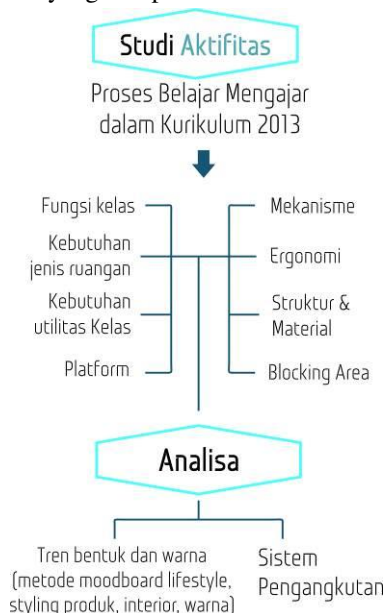 Studi Aktifitas
Proses Belajar Mengajar
dalam Kurikulum 2013
Fungsi kelas
Kebutuhan
jenis ruangan
Kebutuhan
utilitas Kelas
Platform
Mekanisme
Ergonomi
Struktur &
Material
Blocking Area
Analisa
Tren bentuk dan warna
(metode moodboard lifestyle,
styling produk, interior, warna)
Sistem
Pengangkutan